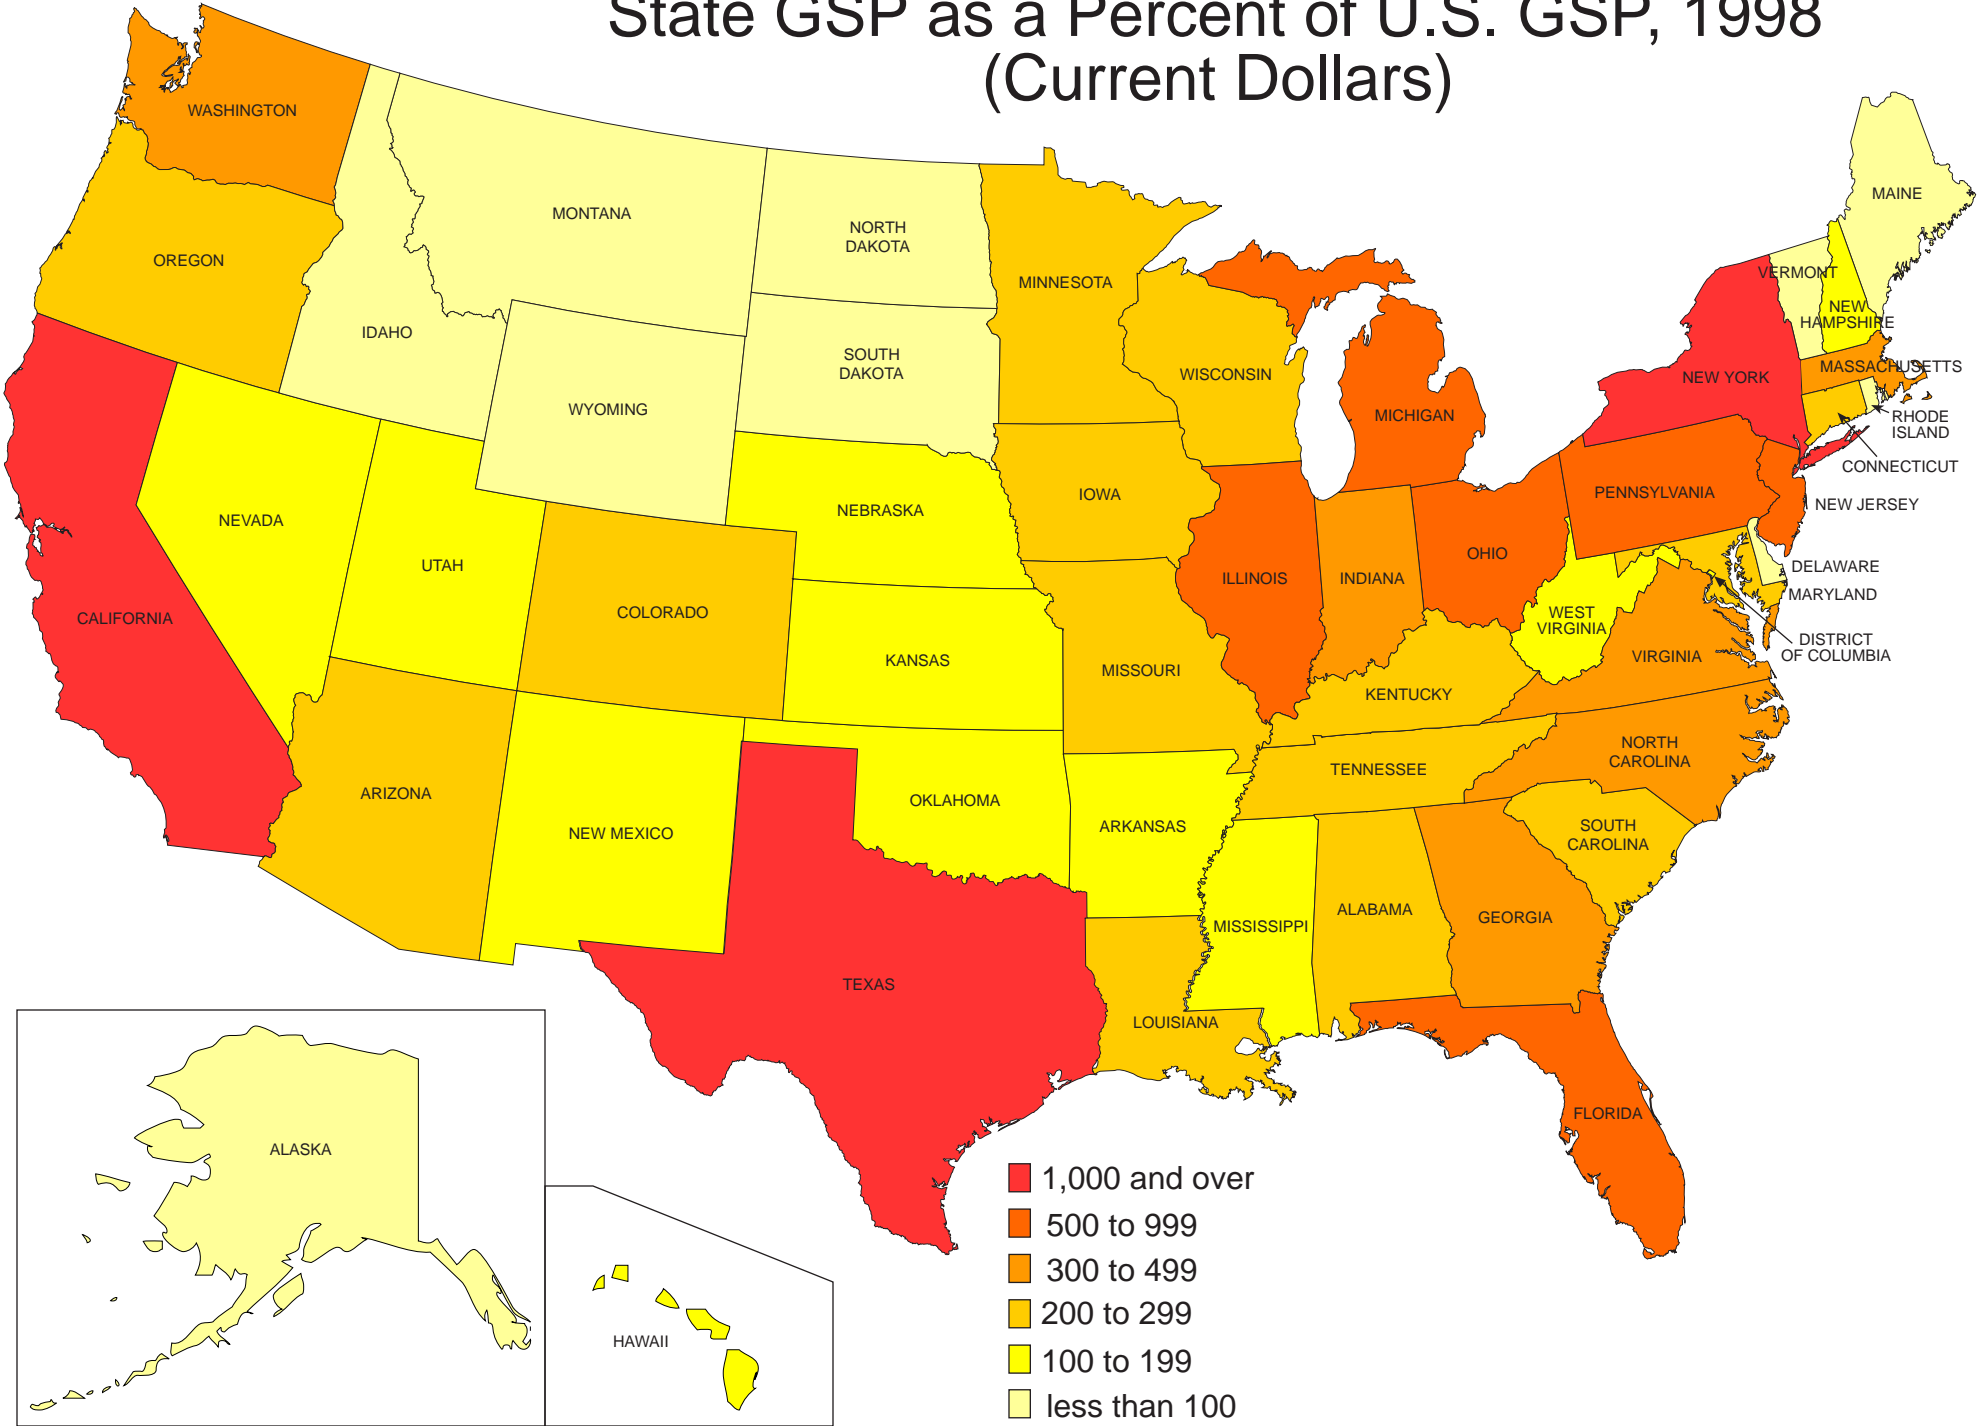 State GSP as a Percent of U.S. GSP, 1998
(Current Dollars)
WASHINGTON
MONTANA
NORTH
DAKOTA
MAINE
OREGON
MINNESOTA
VERMONT
NEW
HAMPSHIRE
IDAHO
SOUTH
DAKOTA
WISCONSIN
NEW YORK
MASSACHUSETTS
WYOMING
MICHIGAN
RHODE
ISLAND
CONNECTICUT
NEVADA
NEBRASKA
IOWA
PENNSYLVANIA
NEW JERSEY
UTAH
ILLINOIS
INDIANA
OHIO
DELAWARE
MARYLAND
CALIFORNIA
COLORADO
WEST
VIRGINIA
DISTRICT
OF COLUMBIA
KANSAS
MISSOURI
KENTUCKY
VIRGINIA
ARIZONA
NEW MEXICO
OKLAHOMA
ARKANSAS
TENNESSEE
NORTH
CAROLINA
SOUTH
CAROLINA
MISSISSIPPI
ALABAMA
GEORGIA
TEXAS
LOUISIANA
FLORIDA
ALASKA
HAWAII
1,000 and over
500 to 999
300 to 499
200 to 299
100 to 199
less than 100